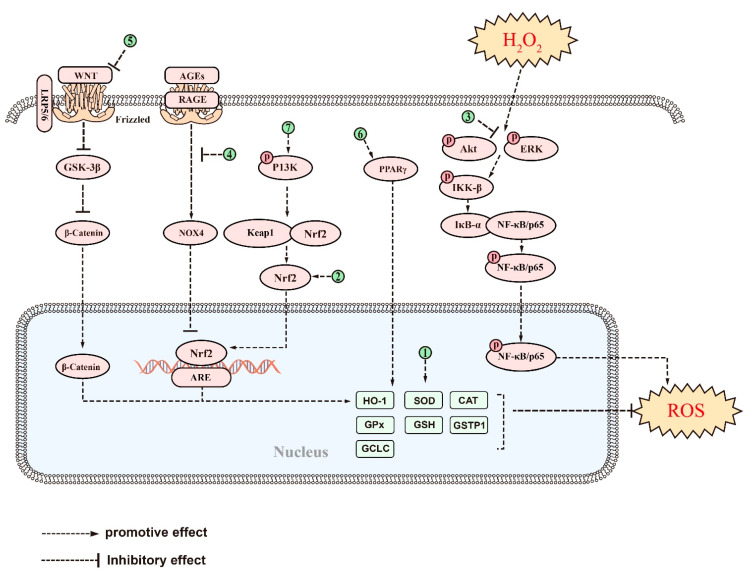 5
H2O2
WNT
AGEs
LRP5/6
RAGE
Frizzled
3
7
6
4
p
Akt
p
ERK
GSK-3β
p
P13K
PPARγ
p
IKK-β
β-Catenin
NOX4
Keap1
Nrf2
IκB-α
NF-κB/p65
Nrf2
2
p
NF-κB/p65
Nrf2
1
p
NF-κB/p65
β-Catenin
ARE
HO-1
SOD
CAT
ROS
GPx
GSH
GSTP1
GCLC
Nucleus
promotive effect
Inhibitory effect